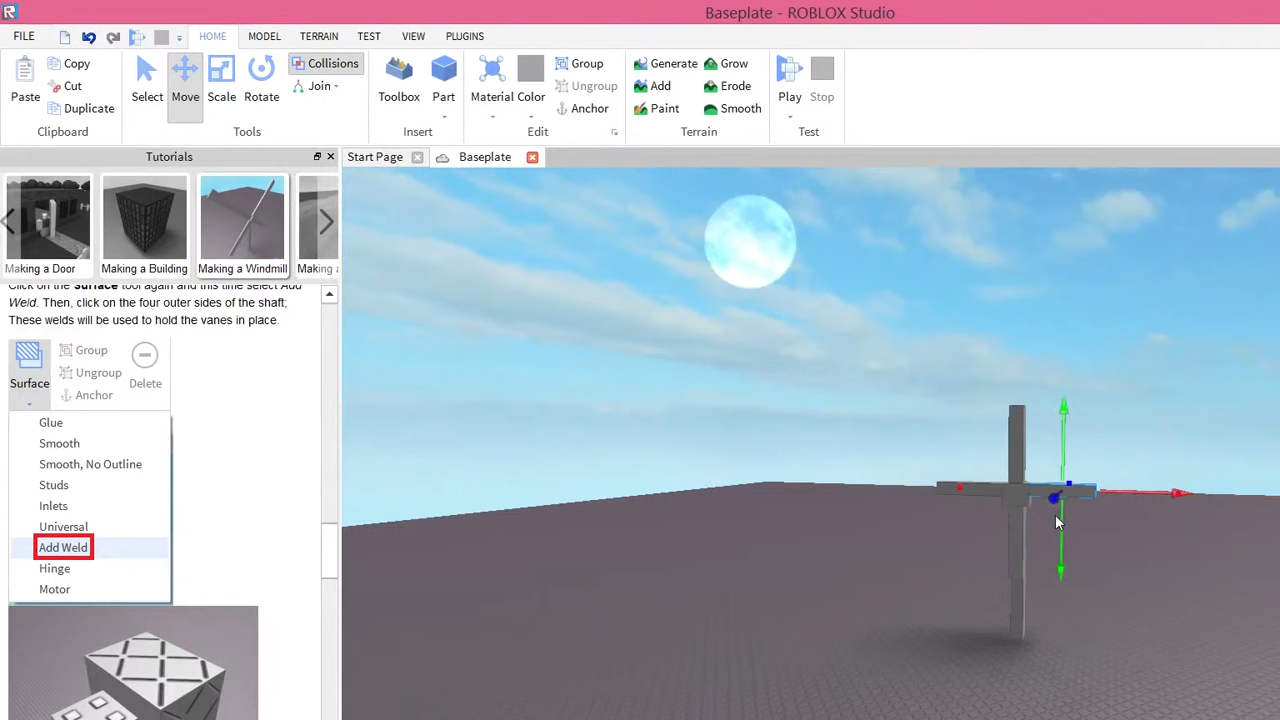 Baseplate - ROBLOX Studio
FILE HOME MODEL TERRAIN TEST VIEW PLUGINS
Paste
Copy
Cut
Duplicate
Clipboard
Select
Move
Scale
Rotate
Collisions
Join
Tools
Toolbox
Part
Insert
Material
Color
Group
Ungroup
Anchor
Edit
Generate
Grow
Add
Erode
Paint
Smooth
Terrain
Play
Stop
Test
Tutorials
Start Page
Baseplate
Making a Door
Making a Building
Making a Windmill
Making a
Click on the Surface tool again and this time select Add
Weld. Then, click on the four outer sides of the shaft;
These welds will be used to hold the vanes in place.
Surface
Group
Ungroup
Anchor
Delete
Glue
Smooth
Smooth, No Outline
Studs
Inlets
Universal
Add Weld
Hinge
Motor